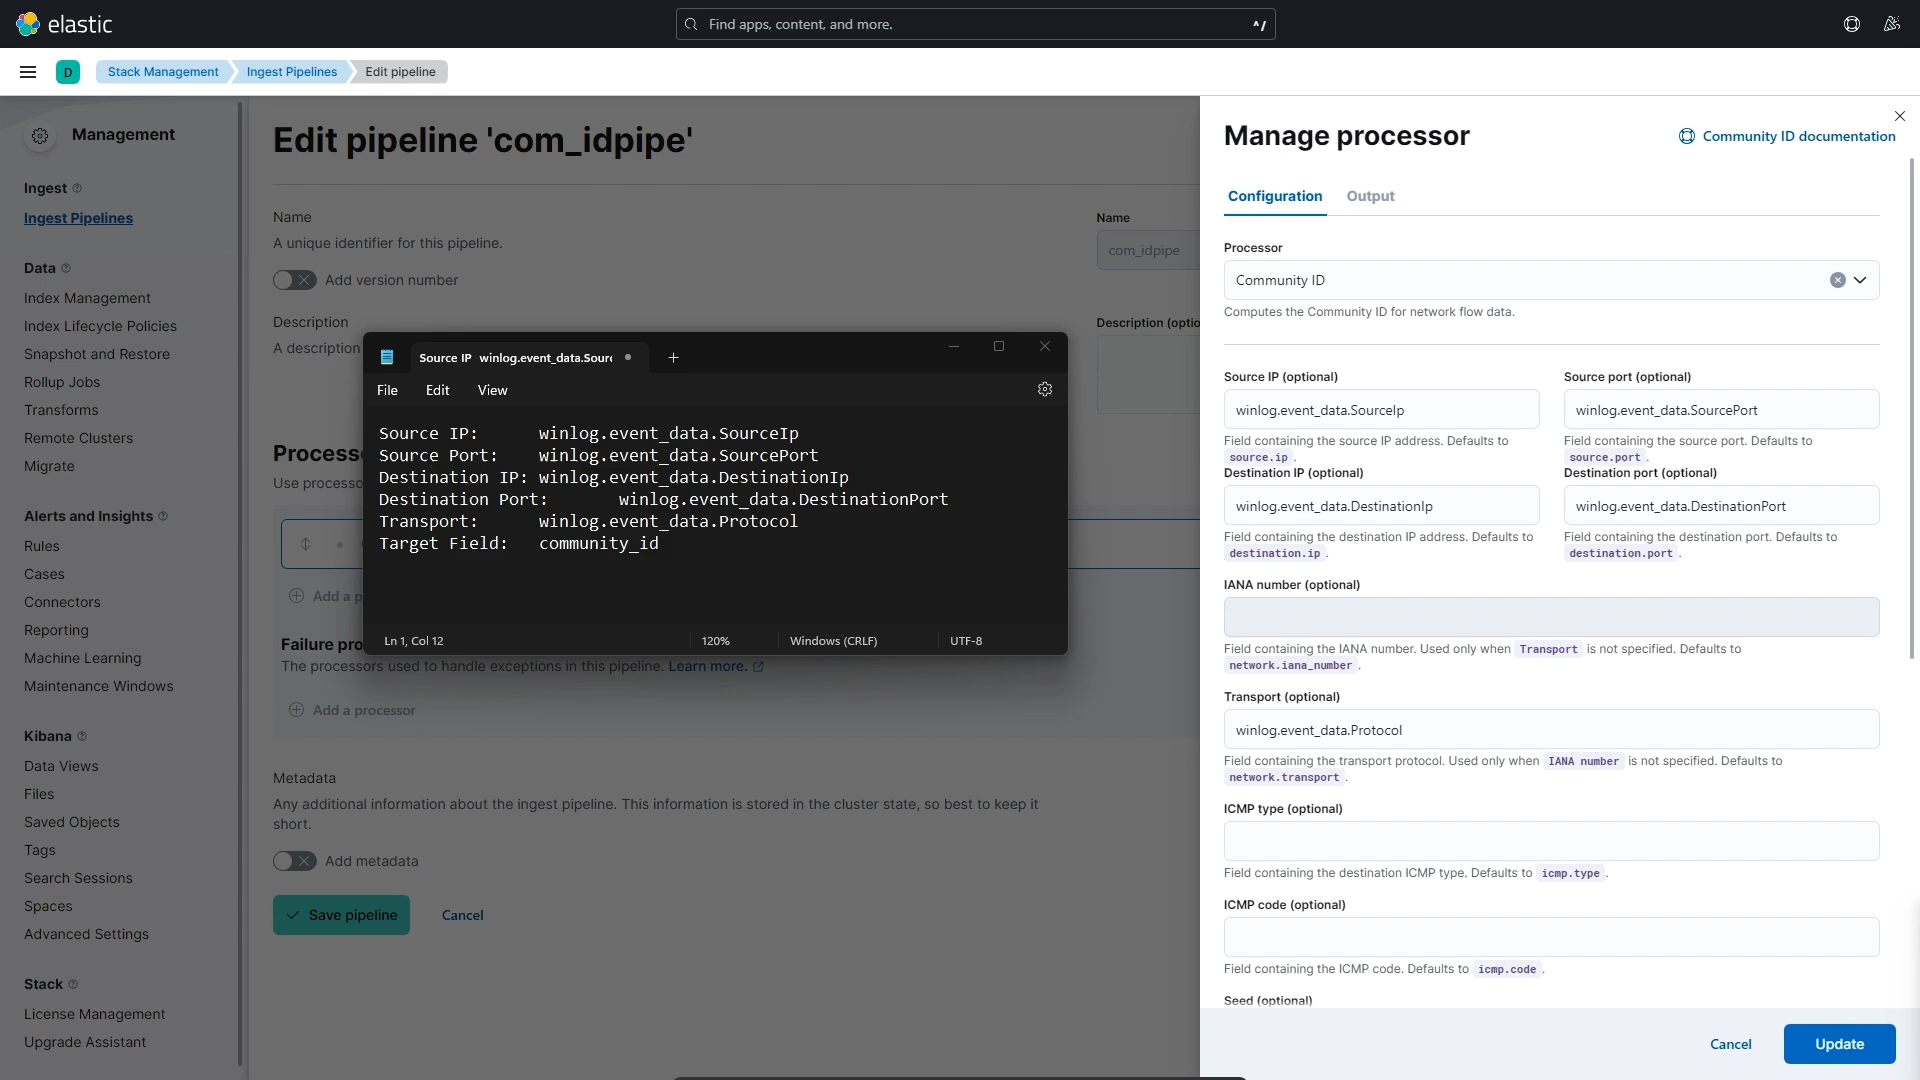 elastic
Find apps, content, and more.
^/
D
Stack Management
Ingest Pipelines
Edit pipeline
Management
Ingest
Ingest Pipelines
Data
Index Management
Index Lifecycle Policies
Snapshot and Restore
Rollup Jobs
Transforms
Remote Clusters
Migrate
Alerts and Insights
Rules
Cases
Connectors
Reporting
Machine Learning
Maintenance Windows
Kibana
Data Views
Files
Saved Objects
Tags
Search Sessions
Spaces
Advanced Settings
Stack
License Management
Upgrade Assistant
Edit pipeline 'com_idpipe'
Name
A unique identifier for this pipeline.
Add version number
Name
com_idpipe
Description
A description
Description (optio
Process
Use processo
Add a p
Failure pro
The processors used to handle exceptions in this pipeline. Learn more.
Add a processor
Metadata
Any additional information about the ingest pipeline. This information is stored in the cluster state, so best to keep it
short.
Add metadata
Save pipeline
Cancel
Source IP winlog.event_data.Sour
File
Edit
View
Source IP: winlog.event_data.SourceIp
Source Port: winlog.event_data.SourcePort
Destination IP: winlog.event_data.DestinationIp
Destination Port: winlog.event_data.DestinationPort
Transport: winlog.event_data.Protocol
Target Field: community_id
Ln 1, Col 12
120%
Windows (CRLF)
UTF-8
Manage processor
Community ID documentation
Configuration
Output
Processor
Community ID
Computes the Community ID for network flow data.
Source IP (optional)
winlog.event_data.SourceIp
Field containing the source IP address. Defaults to
source.ip.
Source port (optional)
winlog.event_data.SourcePort
Field containing the source port. Defaults to
source.port.
Destination IP (optional)
winlog.event_data.DestinationIp
Field containing the destination IP address. Defaults to
destination.ip.
Destination port (optional)
winlog.event_data.DestinationPort
Field containing the destination port. Defaults to
destination.port.
IANA number (optional)
Field containing the IANA number. Used only when Transport is not specified. Defaults to
network.iana_number.
Transport (optional)
winlog.event_data.Protocol
Field containing the transport protocol. Used only when IANA number is not specified. Defaults to
network.transport.
ICMP type (optional)
Field containing the destination ICMP type. Defaults to icmp.type.
ICMP code (optional)
Field containing the ICMP code. Defaults to icmp.code.
Seed (optional)
Cancel
Update